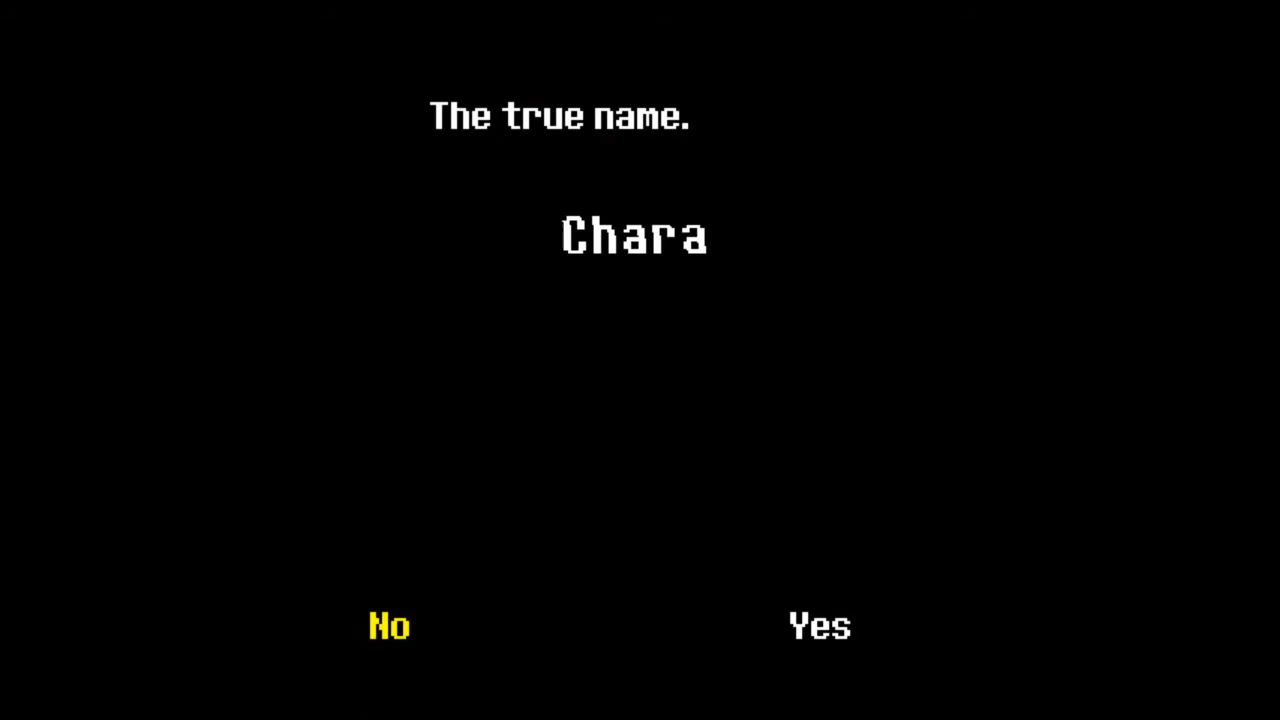 The true name.
Chara
No Yes